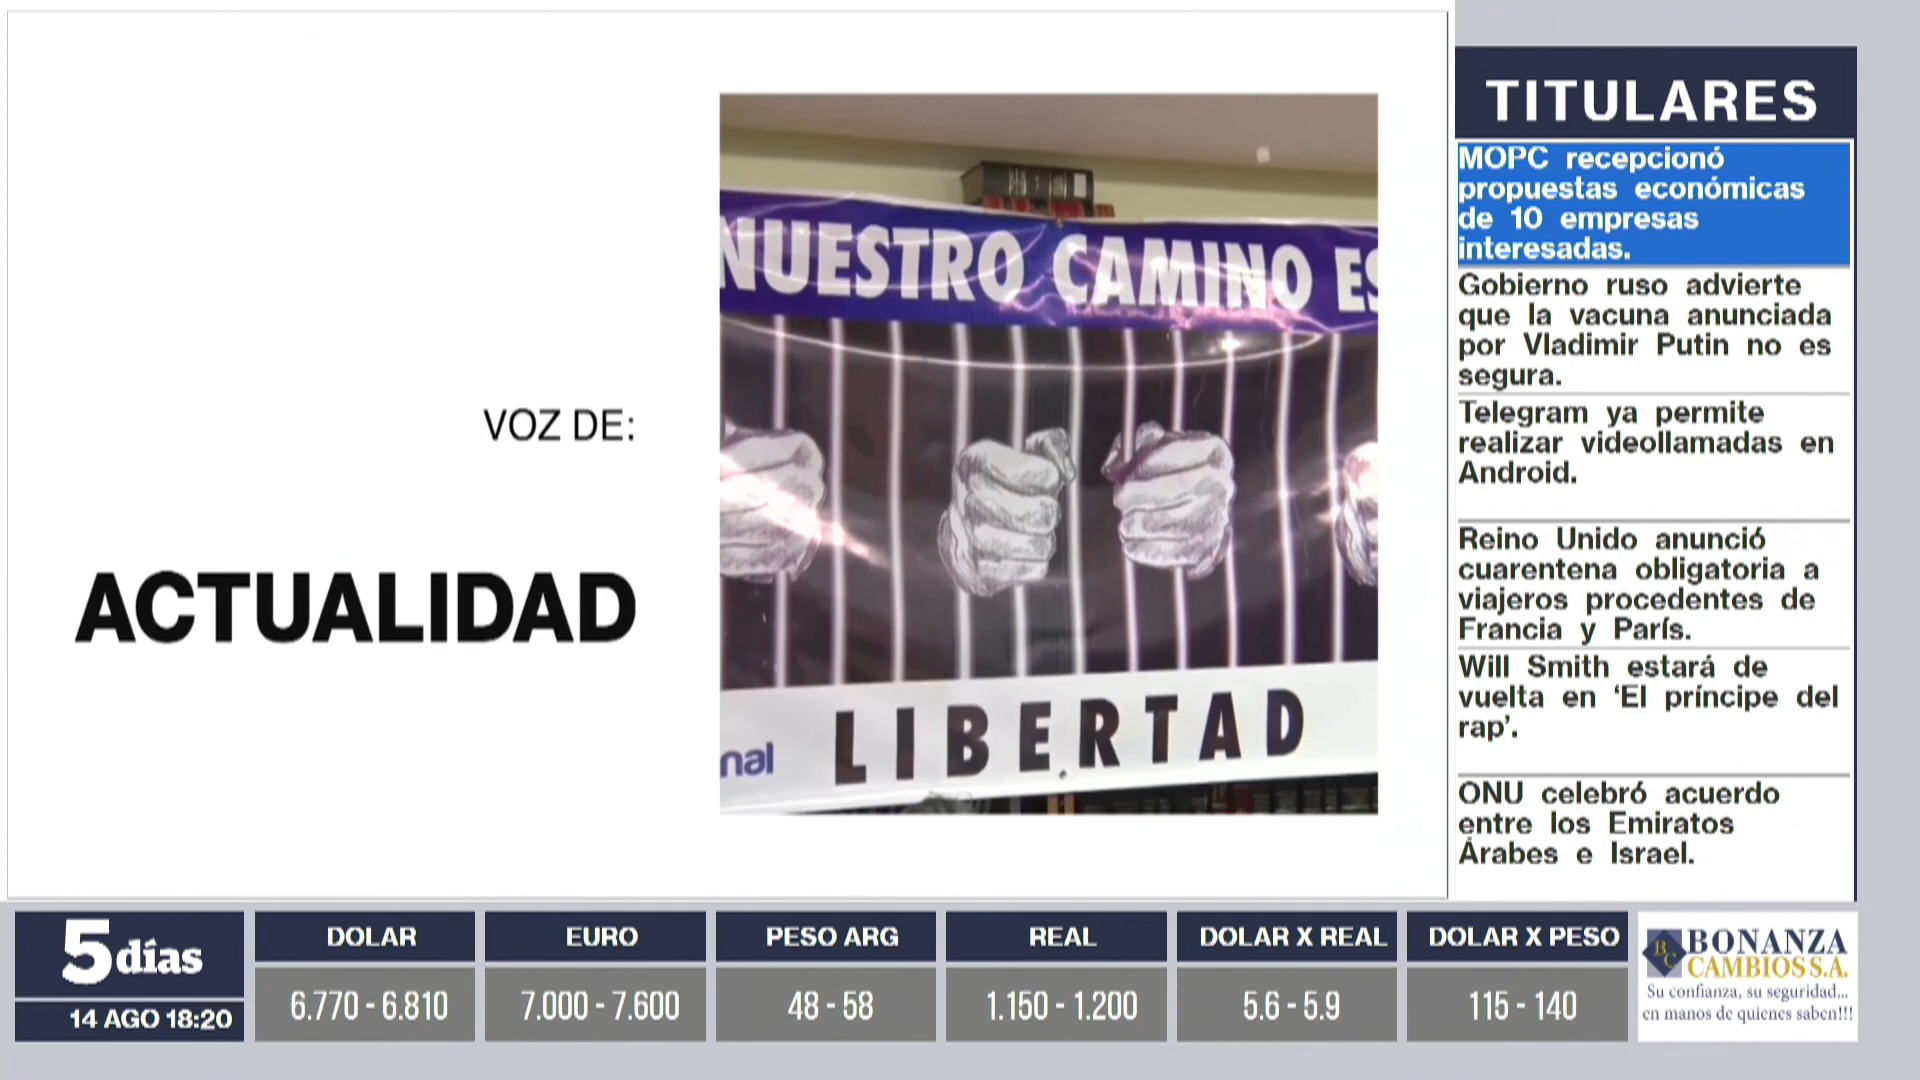 VOZ DE:
ACTUALIDAD
NUESTRO CAMINO ES
LIBERTAD
nal
TITULARES
MOPC recepcionó
propuestas económicas
de 10 empresas
interesadas.
Gobierno ruso advierte
que la vacuna anunciada
por Vladimir Putin no es
segura.
Telegram ya permite
realizar videollamadas en
Android.
Reino Unido anunció
cuarentena obligatoria a
viajeros procedentes de
Francia y París.
Will Smith estará de
vuelta en ‘El príncipe del
rap’.
ONU celebró acuerdo
entre los Emiratos
Árabes e Israel.
5días
14 AGO 18:20
DOLAR
6.770 - 6.810
EURO
7.000 - 7.600
PESO ARG
48 - 58
REAL
1.150 - 1.200
DOLAR X REAL
5.6 - 5.9
DOLAR X PESO
115 - 140
BC
BONANZA
CAMBIOS S.A.
Su confianza, su seguridad...
en manos de quienes saben!!!